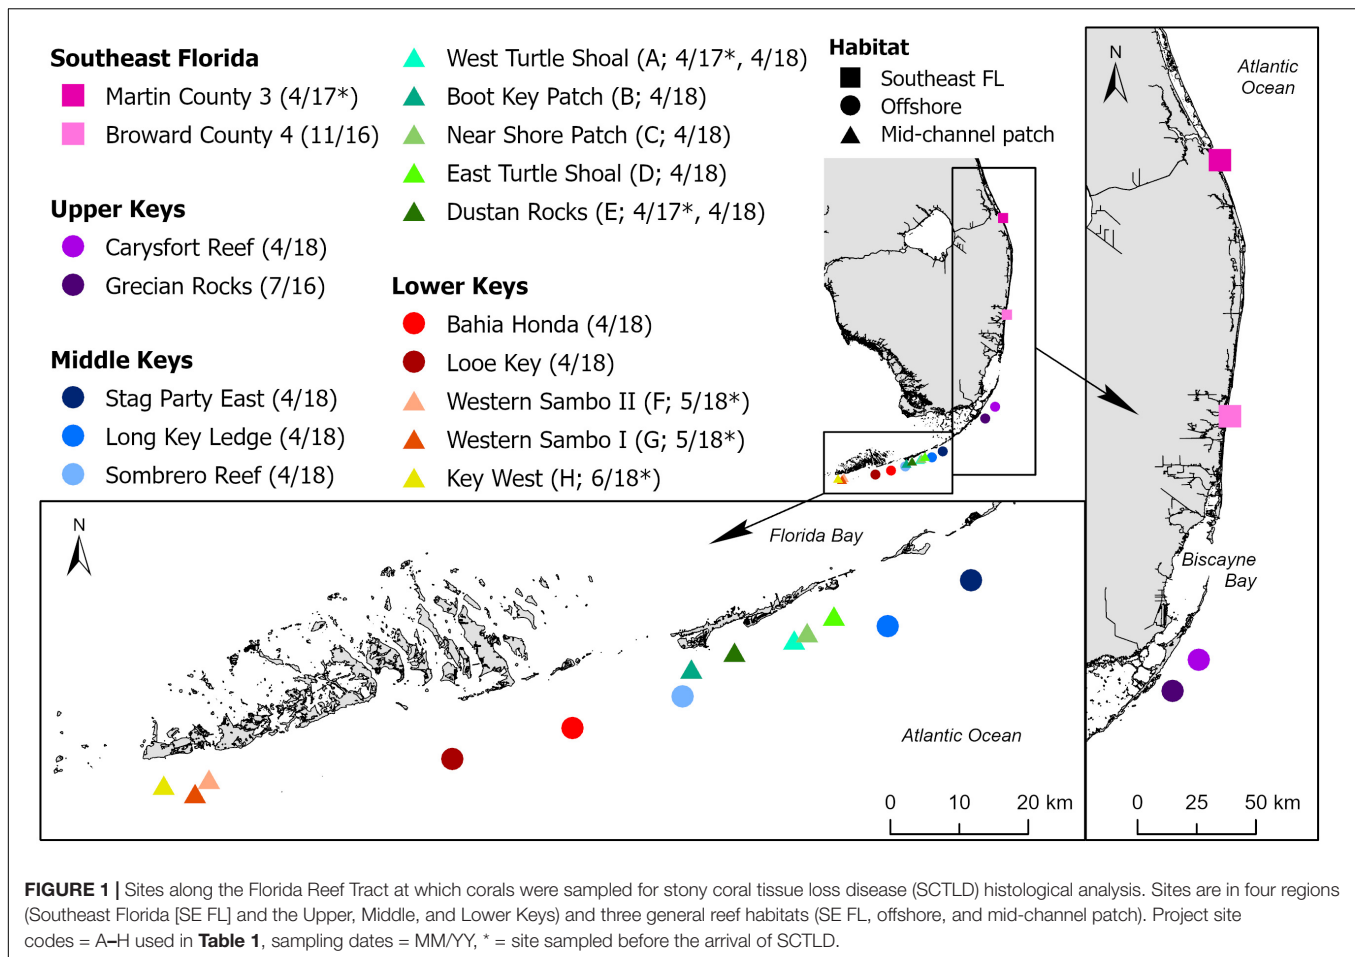 Southeast Florida
Martin County 3 (4/17*)
Broward County 4 (11/16)
Upper Keys
Carysfort Reef (4/18)
Grecian Rocks (7/16)
Middle Keys
Stag Party East (4/18)
Long Key Ledge (4/18)
Sombrero Reef (4/18)
West Turtle Shoal (A; 4/17*, 4/18)
Boot Key Patch (B; 4/18)
Near Shore Patch (C; 4/18)
East Turtle Shoal (D; 4/18)
Dustan Rocks (E; 4/17*, 4/18)
Lower Keys
Bahia Honda (4/18)
Looe Key (4/18)
Western Sambo II (F; 5/18*)
Western Sambo I (G; 5/18*)
Key West (H; 6/18*)
Habitat
Southeast FL
Offshore
Mid-channel patch
N
Atlantic
Ocean
Biscayne
Bay
0 25 50 km
N
Florida Bay
Atlantic Ocean
0 10 20 km
FIGURE 1 | Sites along the Florida Reef Tract at which corals were sampled for stony coral tissue loss disease (SCTLD) histological analysis. Sites are in four regions
(Southeast Florida [SE FL] and the Upper, Middle, and Lower Keys) and three general reef habitats (SE FL, offshore, and mid-channel patch). Project site
codes = A–H used in Table 1, sampling dates = MM/YY, * = site sampled before the arrival of SCTLD.